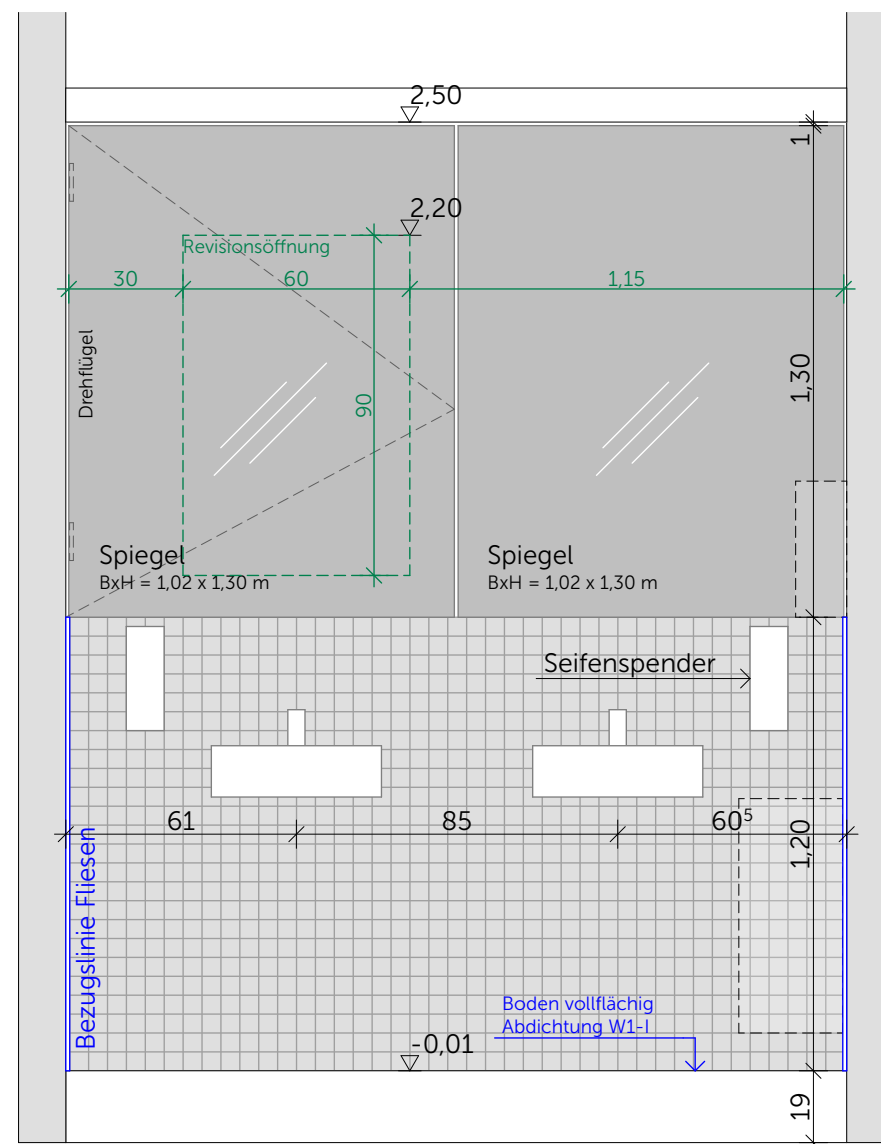 2,50
1
2,20
Revisionsöffnung
30
60
1,15
Drehflügel
1,30
90
Spiegel
BxH = 1,02 x 1,30 m
Spiegel
BxH = 1,02 x 1,30 m
Seifenspender
61
85
60⁵
1,20
Bezugslinie Fliesen
Boden vollflächig
Abdichtung W1-I
-0,01
19